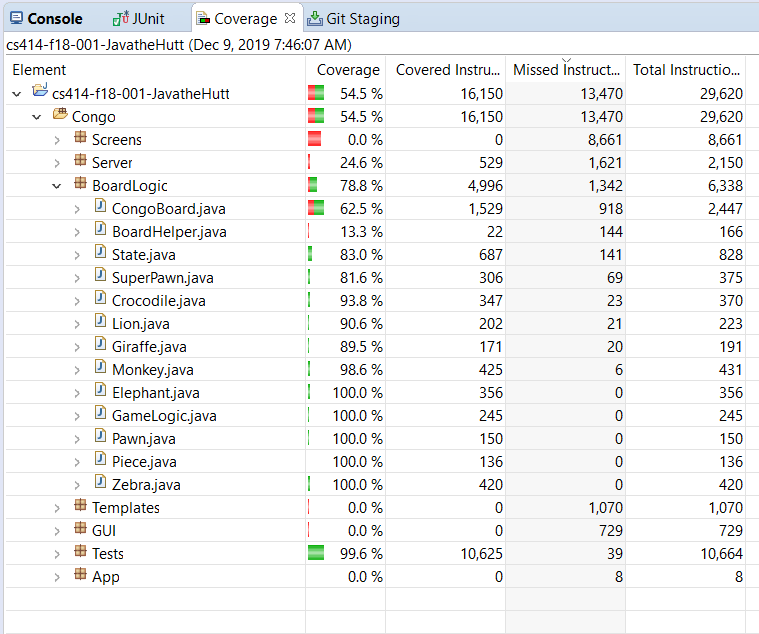 Console JUnit Coverage Git Staging
cs414-f18-001-JavatheHutt (Dec 9, 2019 7:46:07 AM)
Element Coverage Covered Instru... Missed Instruct... Total Instructio...
cs414-f18-001-JavatheHutt 54.5 % 16,150 13,470 29,620
Congo 54.5 % 16,150 13,470 29,620
Screens 0.0 % 0 8,661 8,661
Server 24.6 % 529 1,621 2,150
BoardLogic 78.8 % 4,996 1,342 6,338
CongoBoard.java 62.5 % 1,529 918 2,447
BoardHelper.java 13.3 % 22 144 166
State.java 83.0 % 687 141 828
SuperPawn.java 81.6 % 306 69 375
Crocodile.java 93.8 % 347 23 370
Lion.java 90.6 % 202 21 223
Giraffe.java 89.5 % 171 20 191
Monkey.java 98.6 % 425 6 431
Elephant.java 100.0 % 356 0 356
GameLogic.java 100.0 % 245 0 245
Pawn.java 100.0 % 150 0 150
Piece.java 100.0 % 136 0 136
Zebra.java 100.0 % 420 0 420
Templates 0.0 % 0 1,070 1,070
GUI 0.0 % 0 729 729
Tests 99.6 % 10,625 39 10,664
App 0.0 % 0 8 8